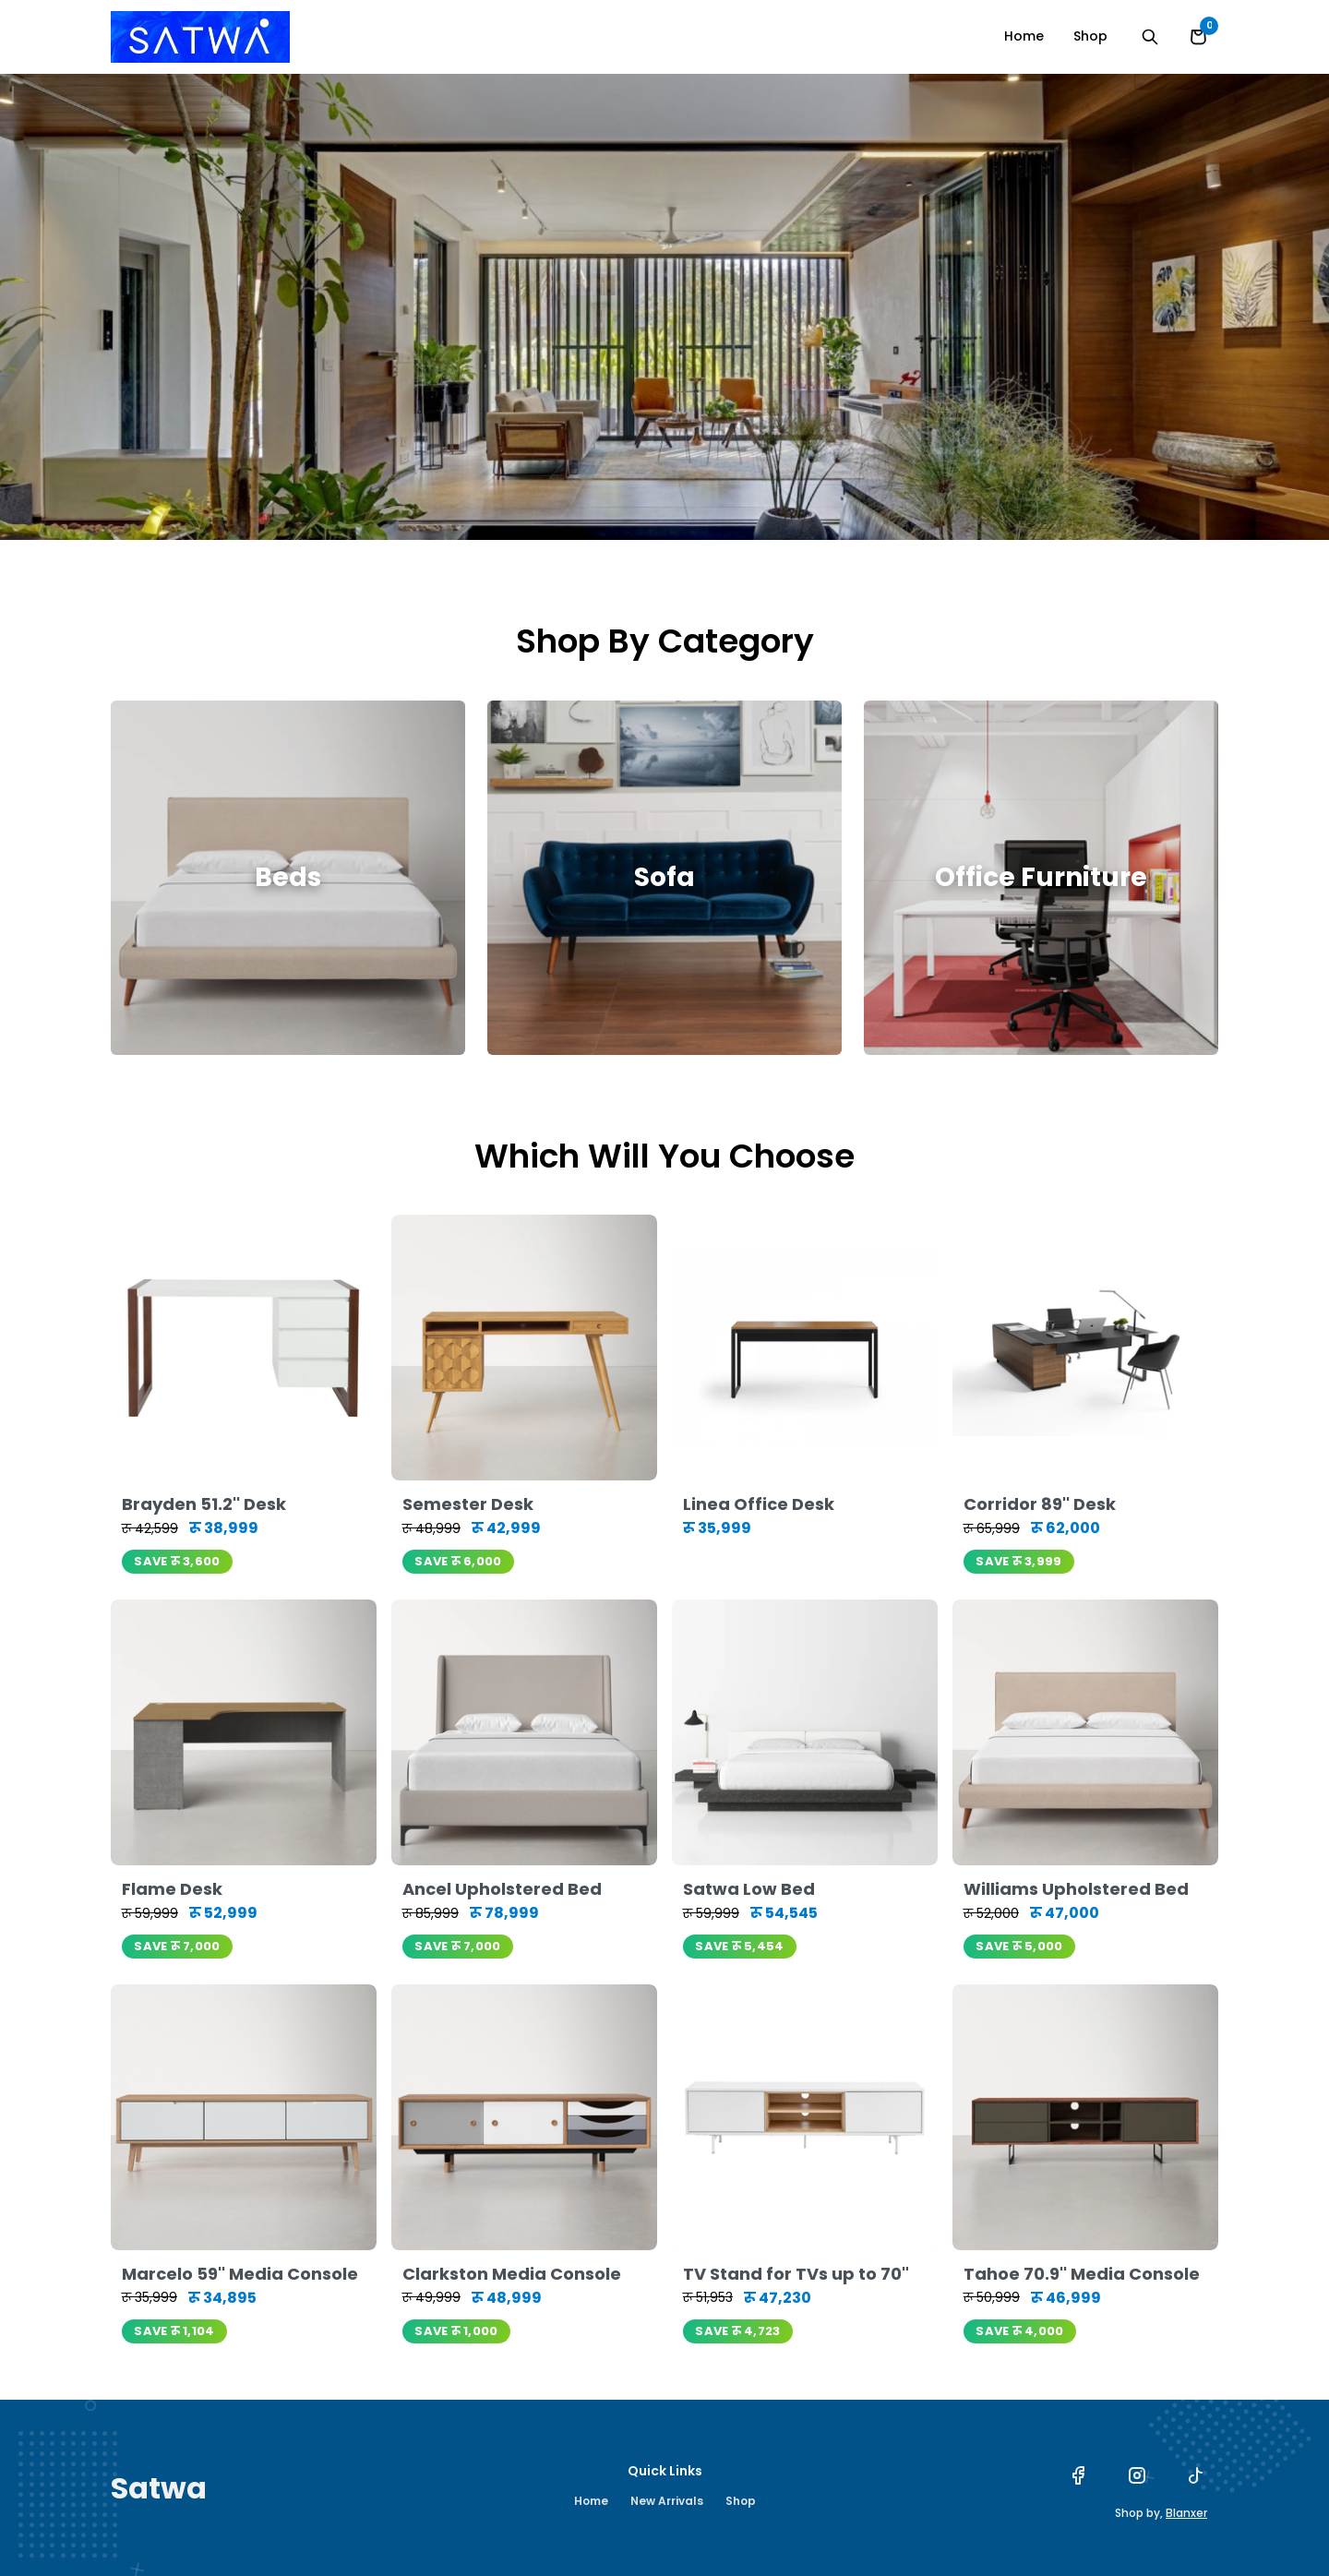 SATWA
Home Shop 0
Shop By Category
Beds Sofa Office Furniture
Which Will You Choose
Brayden 51.2" Desk
रु 42,599 रु 38,999
SAVE रु 3,600
Semester Desk
रु 48,999 रु 42,999
SAVE रु 6,000
Linea Office Desk
रु 35,999
Corridor 89" Desk
रु 65,999 रु 62,000
SAVE रु 3,999
Flame Desk
रु 59,999 रु 52,999
SAVE रु 7,000
Ancel Upholstered Bed
रु 85,999 रु 78,999
SAVE रु 7,000
Satwa Low Bed
रु 59,999 रु 54,545
SAVE रु 5,454
Williams Upholstered Bed
रु 52,000 रु 47,000
SAVE रु 5,000
Marcelo 59" Media Console
रु 35,999 रु 34,895
SAVE रु 1,104
Clarkston Media Console
रु 49,999 रु 48,999
SAVE रु 1,000
TV Stand for TVs up to 70"
रु 51,953 रु 47,230
SAVE रु 4,723
Tahoe 70.9" Media Console
रु 50,999 रु 46,999
SAVE रु 4,000
Satwa
Quick Links
Home New Arrivals Shop
Shop by, Blanxer